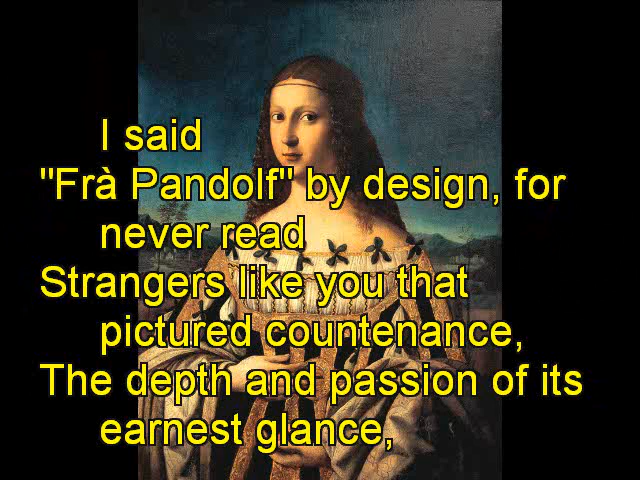 I said
"Frà Pandolf" by design, for
never read
Strangers like you that
pictured countenance,
The depth and passion of its
earnest glance,